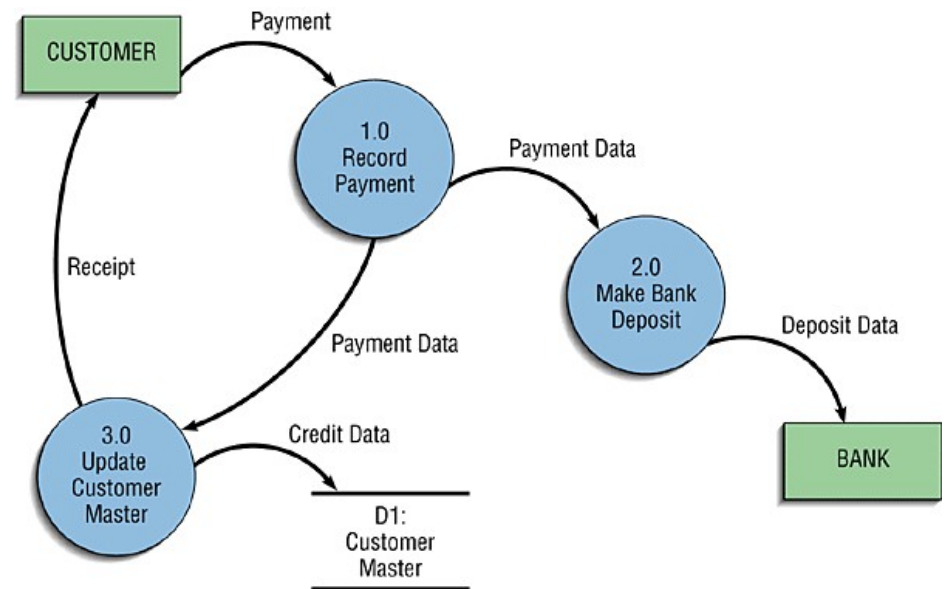 Payment
CUSTOMER
1.0
Record
Payment
Payment Data
Receipt
2.0
Make Bank
Deposit
Payment Data
Deposit Data
3.0
Update
Customer
Master
Credit Data
BANK
D1:
Customer
Master